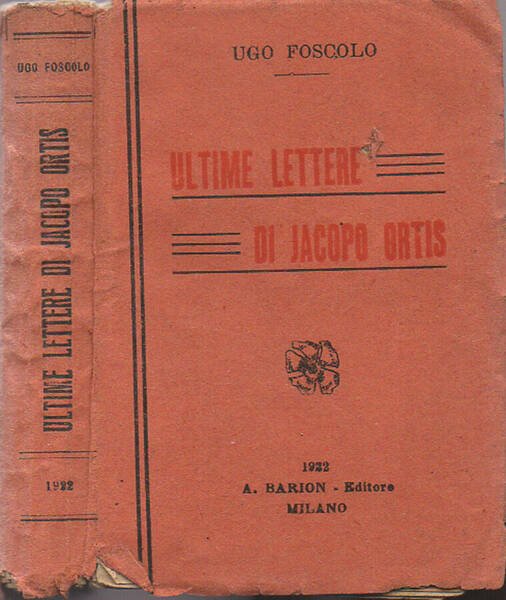 UGO FOSCOLO
ULTIME LETTERE DI JACOPO ORTIS
1922
UGO FOSCOLO
ULTIME LETTERE
DI JACOPO ORTIS
1922
A. BARION - Editore
MILANO